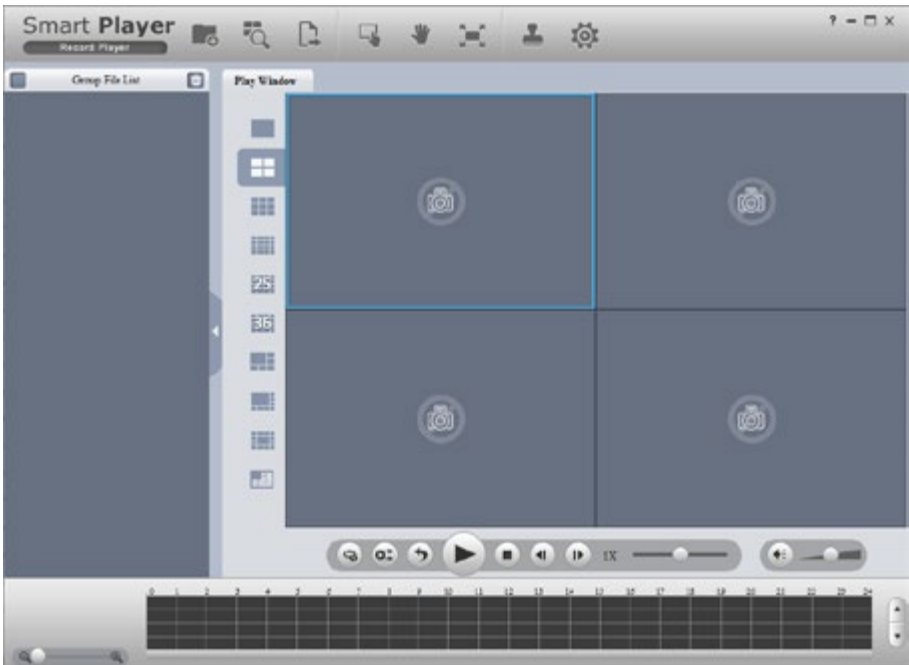 Smart Player
Record Player
? 
Group File List
Play Window
25
36
1X
0 1 2 3 4 5 6 7 8 9 10 11 12 13 14 15 16 17 18 19 20 21 22 23 24